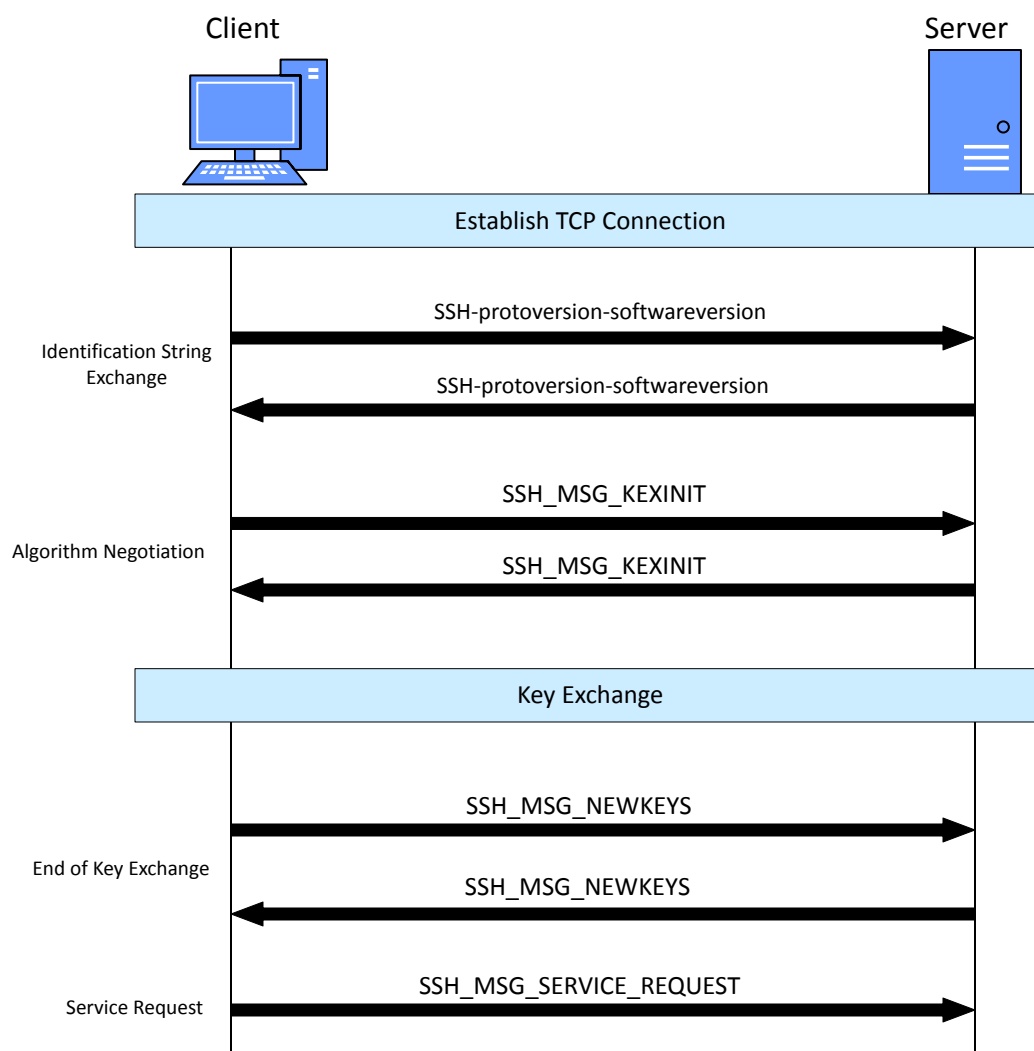 Client
Server
Establish TCP Connection
SSH-protoversion-softwareversion
Identification String
Exchange
SSH-protoversion-softwareversion
SSH_MSG_KEXINIT
Algorithm Negotiation
SSH_MSG_KEXINIT
Key Exchange
SSH_MSG_NEWKEYS
End of Key Exchange
SSH_MSG_NEWKEYS
SSH_MSG_SERVICE_REQUEST
Service Request